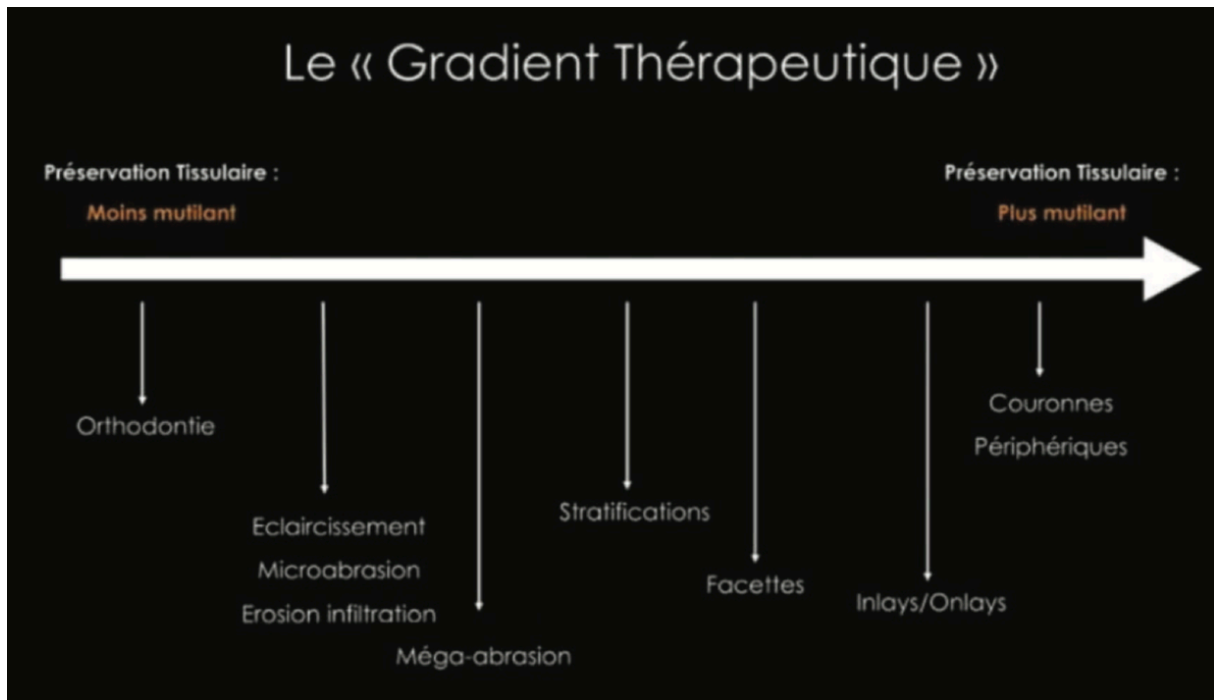 Le « Gradient Thérapeutique »
Préservation Tissulaire :
Moins mutilant
Préservation Tissulaire :
Plus mutilant
Orthodontie
Eclaircissement
Microabrasion
Erosion infiltration
Méga-abrasion
Stratifications
Facettes
Inlays/Onlays
Couronnes
Périphériques